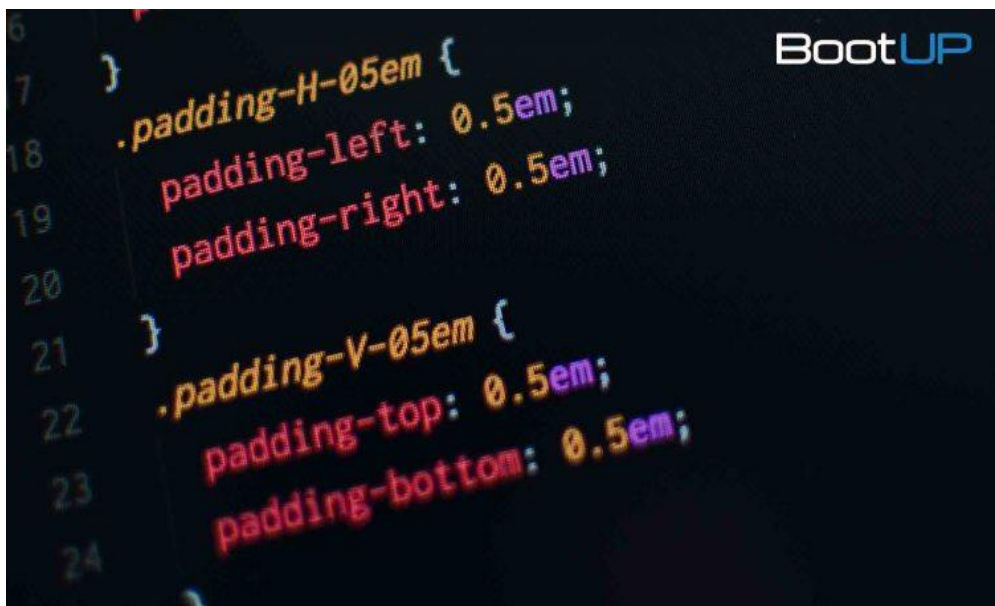 BootUP
6
17 }
18 .padding-H-05em {
19 padding-left: 0.5em;
20 padding-right: 0.5em;
21 }
22 .padding-V-05em {
23 padding-top: 0.5em;
24 padding-bottom: 0.5em;
}